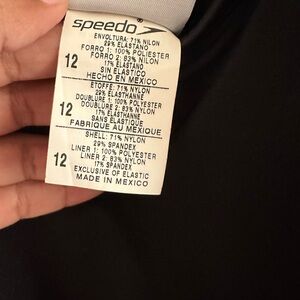 speedo®
ENVOLTURA: 71% NILON
29% ELASTANO
FORRO 1: 100% POLIESTER
FORRO 2: 83% NILON
12
17% ELASTANO
SIN ELASTICO
HECHO EN MEXICO
ETOFFE: 71% NYLON
29% ELASTHANNE
DOUBLURE 1: 100% POLYESTER
DOUBLURE 2: 83% NYLON
12
17% ELASTHANNE
SANS ELASTIQUE
FABRIQUE AU MEXIQUE
SHELL: 71% NYLON
29% SPANDEX
LINER 1: 100% POLYESTER
LINER 2: 83% NYLON
12
17% SPANDEX
EXCLUSIVE OF ELASTIC
MADE IN MEXICO